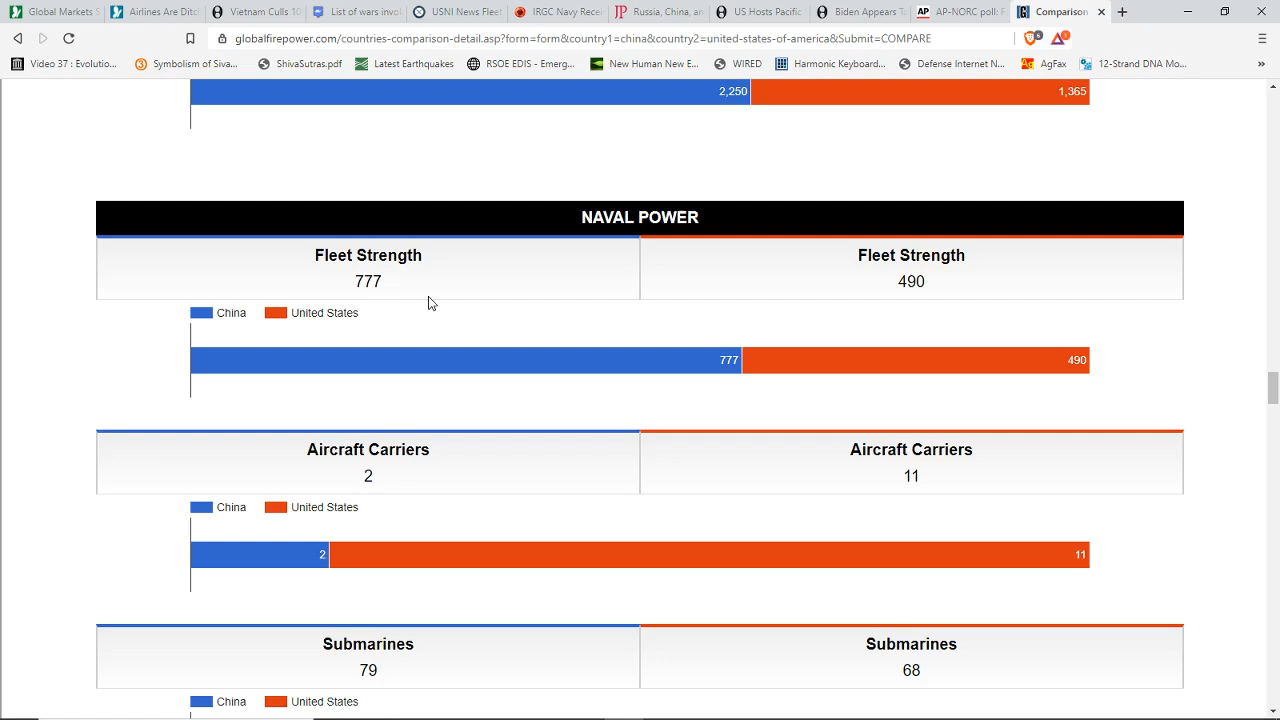 Global Markets S
Airlines Are Ditc
Vietnam Culls 10
List of wars invo
USNI News Fleet
IRGC Navy Recei
Russia, China, an
US Hosts Pacific
Biden Appears To
AP-NORC poll: F
Comparison
globalfirepower.com/countries-comparison-detail.asp?form=form&country1=china&country2=united-states-of-america&Submit=COMPARE
Video 37 : Evolutio...
Symbolism of Siva...
ShivaSutras.pdf
Latest Earthquakes
RSOE EDIS - Emerg...
New Human New E...
WIRED
Harmonic Keyboard...
Defense Internet N...
AgFax
12-Strand DNA Mo...
2,250
1,365
NAVAL POWER
Fleet Strength
777
Fleet Strength
490
China
United States
777
490
Aircraft Carriers
2
Aircraft Carriers
11
China
United States
2
11
Submarines
79
Submarines
68
China
United States